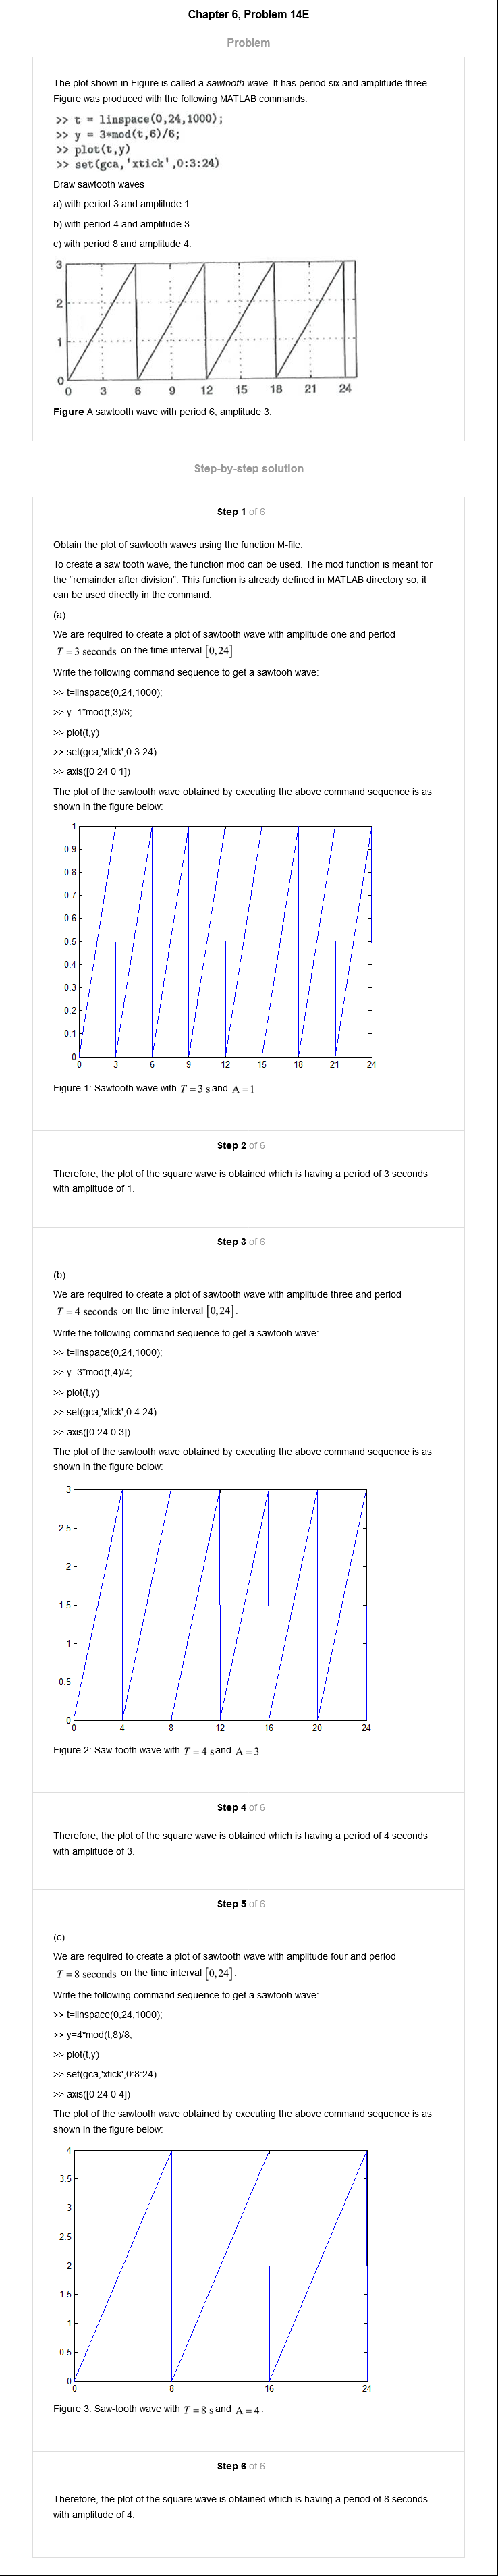 Chapter 6, Problem 14E
Problem
The plot shown in Figure is called a sawtooth wave. It has period six and amplitude three.
Figure was produced with the following MATLAB commands.
>> t = linspace(0,24,1000);
>> y = 3*mod(t,6)/6;
>> plot(t,y)
>> set(gca,'xtick',0:3:24)
Draw sawtooth waves
a) with period 3 and amplitude 1.
b) with period 4 and amplitude 3.
c) with period 8 and amplitude 4.
3
2
1
0
0 3 6 9 12 15 18 21 24
Figure A sawtooth wave with period 6, amplitude 3.
Step-by-step solution
Step 1 of 6
Obtain the plot of sawtooth waves using the function M-file.
To create a saw tooth wave, the function mod can be used. The mod function is meant for
the “remainder after division”. This function is already defined in MATLAB directory so, it
can be used directly in the command.
(a)
We are required to create a plot of sawtooth wave with amplitude one and period
T = 3 seconds on the time interval [0,24].
Write the following command sequence to get a sawtooh wave:
>> t=linspace(0,24,1000);
>> y=1*mod(t,3)/3;
>> plot(t,y)
>> set(gca,'xtick',0:3:24)
>> axis([0 24 0 1])
The plot of the sawtooth wave obtained by executing the above command sequence is as
shown in the figure below:
1
0.9
0.8
0.7
0.6
0.5
0.4
0.3
0.2
0.1
0
0 3 6 9 12 15 18 21 24
Figure 1: Sawtooth wave with T = 3 s and A = 1.
Step 2 of 6
Therefore, the plot of the square wave is obtained which is having a period of 3 seconds
with amplitude of 1.
Step 3 of 6
(b)
We are required to create a plot of sawtooth wave with amplitude three and period
T = 4 seconds on the time interval [0,24].
Write the following command sequence to get a sawtooh wave:
>> t=linspace(0,24,1000);
>> y=3*mod(t,4)/4;
>> plot(t,y)
>> set(gca,'xtick',0:4:24)
>> axis([0 24 0 3])
The plot of the sawtooth wave obtained by executing the above command sequence is as
shown in the figure below:
3
2.5
2
1.5
1
0.5
0
0 4 8 12 16 20 24
Figure 2: Saw-tooth wave with T = 4 s and A = 3.
Step 4 of 6
Therefore, the plot of the square wave is obtained which is having a period of 4 seconds
with amplitude of 3.
Step 5 of 6
(c)
We are required to create a plot of sawtooth wave with amplitude four and period
T = 8 seconds on the time interval [0,24].
Write the following command sequence to get a sawtooh wave:
>> t=linspace(0,24,1000);
>> y=4*mod(t,8)/8;
>> plot(t,y)
>> set(gca,'xtick',0:8:24)
>> axis([0 24 0 4])
The plot of the sawtooth wave obtained by executing the above command sequence is as
shown in the figure below:
4
3.5
3
2.5
2
1.5
1
0.5
0
0 8 16 24
Figure 3: Saw-tooth wave with T = 8 s and A = 4.
Step 6 of 6
Therefore, the plot of the square wave is obtained which is having a period of 8 seconds
with amplitude of 4.